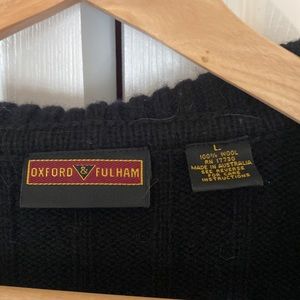 OXFORD & FULHAM
L
100% WOOL
RN 17730
MADE IN AUSTRALIA
SEE REVERSE
FOR CARE
INSTRUCTIONS